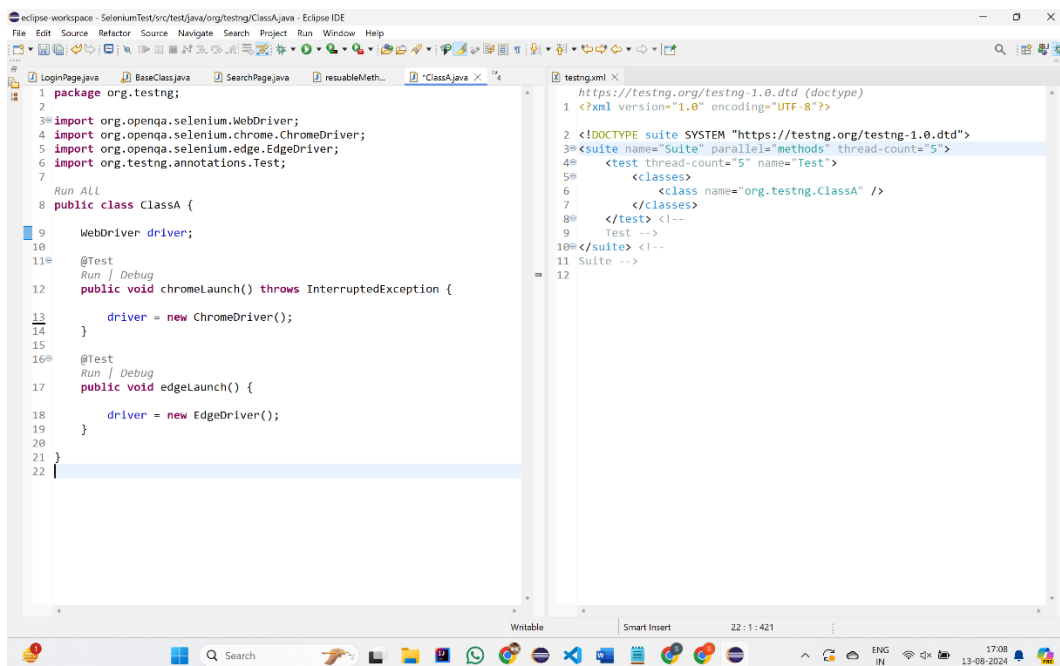 eclipse-workspace - SeleniumTest/src/test/java/org/testng/ClassA.java - Eclipse IDE
File Edit Source Refactor Source Navigate Search Project Run Window Help
LoginPage.java BaseClass.java SearchPage.java resuableMeth... *ClassA.java "4
1 package org.testng;
2
3 import org.openqa.selenium.WebDriver;
4 import org.openqa.selenium.chrome.ChromeDriver;
5 import org.openqa.selenium.edge.EdgeDriver;
6 import org.testng.annotations.Test;
7
Run All
8 public class ClassA {
9 WebDriver driver;
10
11 @Test
Run | Debug
12 public void chromeLaunch() throws InterruptedException {
13 driver = new ChromeDriver();
14 }
15
16 @Test
Run | Debug
17 public void edgeLaunch() {
18 driver = new EdgeDriver();
19 }
20
21 }
22
testng.xml
https://testng.org/testng-1.0.dtd (doctype)
1 <?xml version="1.0" encoding="UTF-8"?>
2 <!DOCTYPE suite SYSTEM "https://testng.org/testng-1.0.dtd">
3 <suite name="Suite" parallel="methods" thread-count="5">
4 <test thread-count="5" name="Test">
5 <classes>
6 <class name="org.testng.ClassA" />
7 </classes>
8 </test> <!--
9 Test -->
10 </suite> <!--
11 Suite -->
12
Writable Smart Insert 22 : 1 : 421
1 Search ENG IN 17:08 13-08-2024